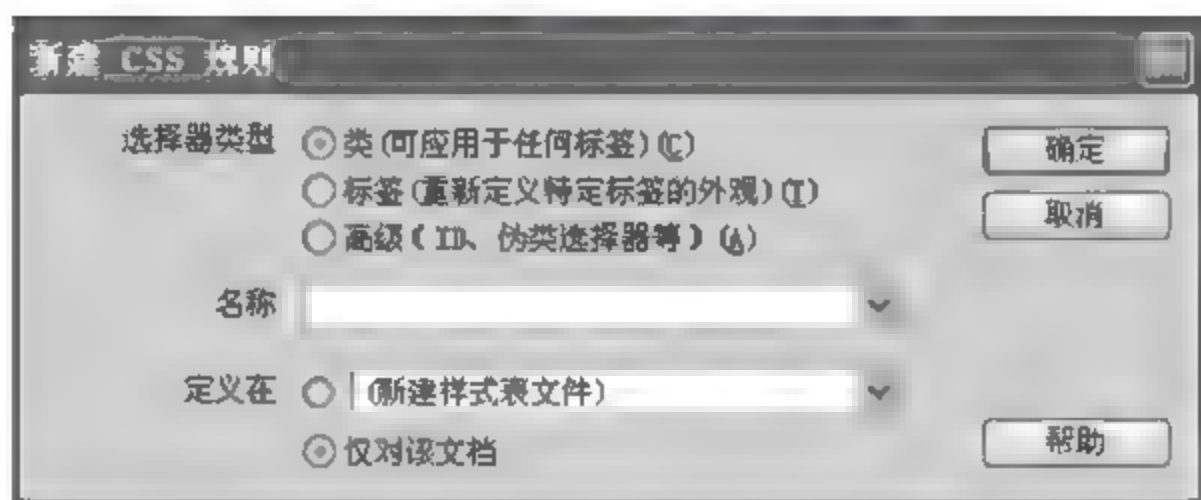 新建 CSS 规则
选择器类型 类(可应用于任何标签)(C) 确定
标签(重新定义特定标签的外观)(T) 取消
高级(ID、伪类选择器等)(A)
名称
定义在 (新建样式表文件)
仅对该文档 帮助